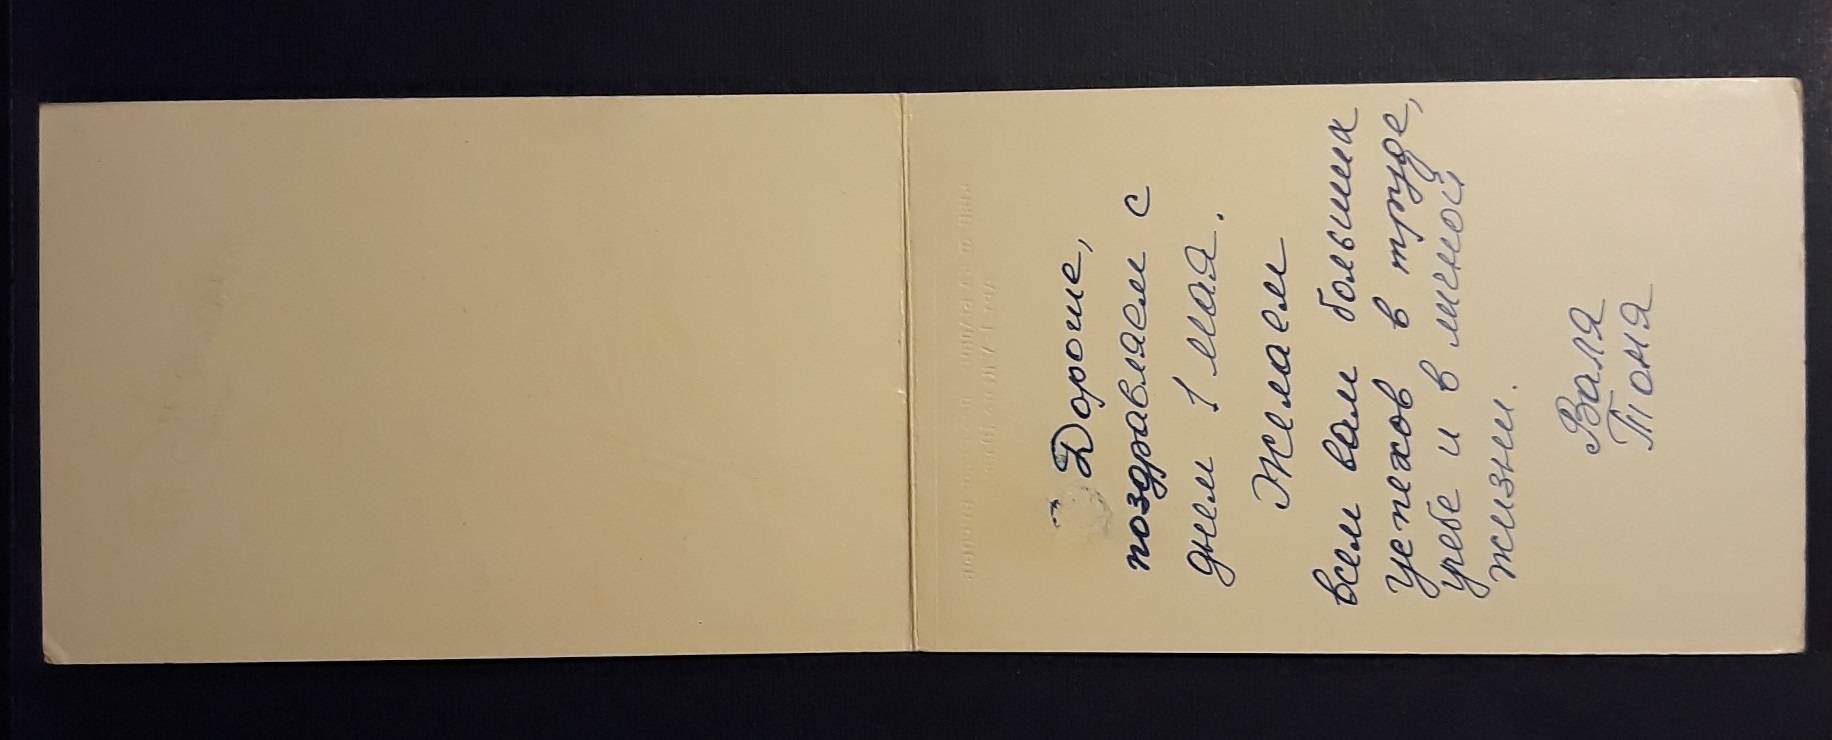 Дорогие,
поздравляем с
днем 1 мая.
Желаем
всем вам больших
успехов в труде,
учебе и в личной
жизни.
Валя
Тоня